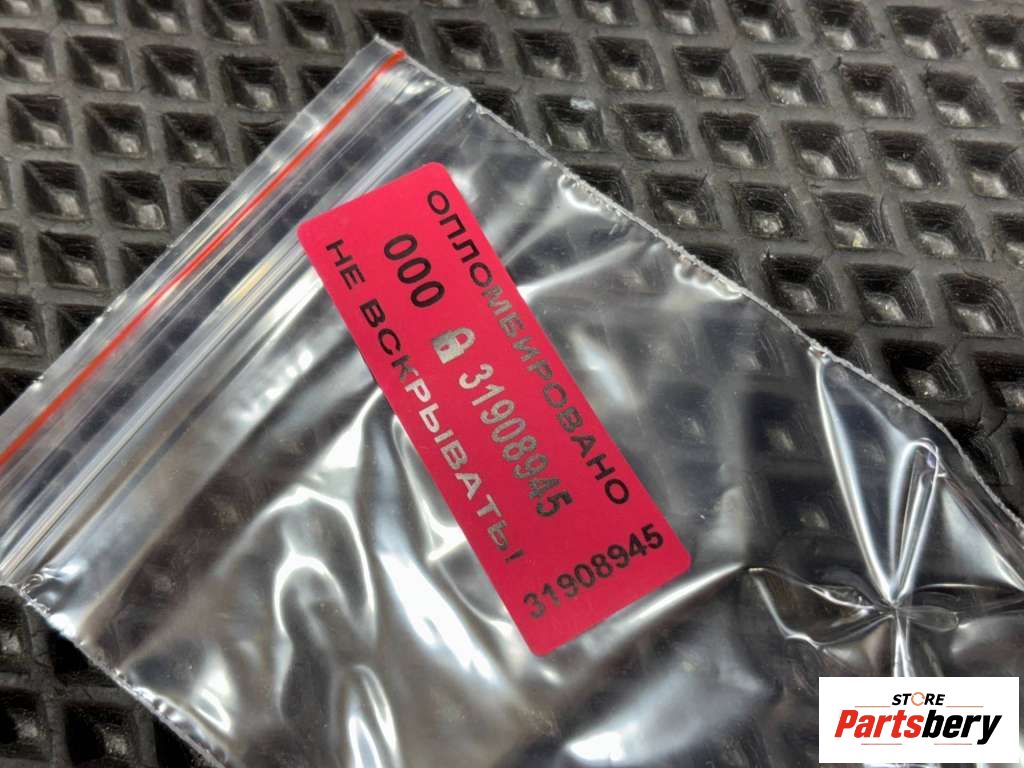 ОПЛОМБИРОВАНО
000 31908945
НЕ ВСКРЫВАТЬ!
31908945
STORE
Partsbery